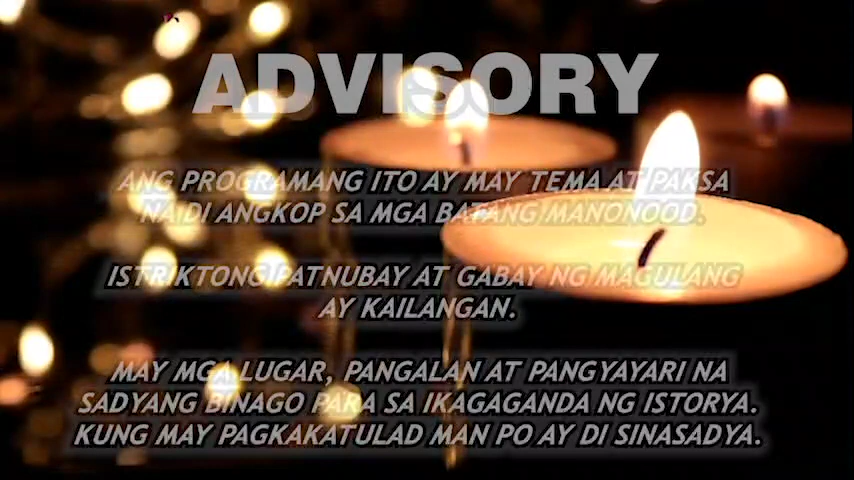 ADVISORY
ANG PROGRAMANG ITO AY MAY TEMA AT PAKSA
NA DI ANGKOP SA MGA BATANG MANONOOD.
ISTRIKTONG PATNUBAY AT GABAY NG MAGULANG
AY KAILANGAN.
MAY MGA LUGAR, PANGALAN AT PANGYAYARI NA
SADYANG BINAGO PARA SA IKAGAGANDA NG ISTORYA.
KUNG MAY PAGKAKATULAD MAN PO AY DI SINASADYA.